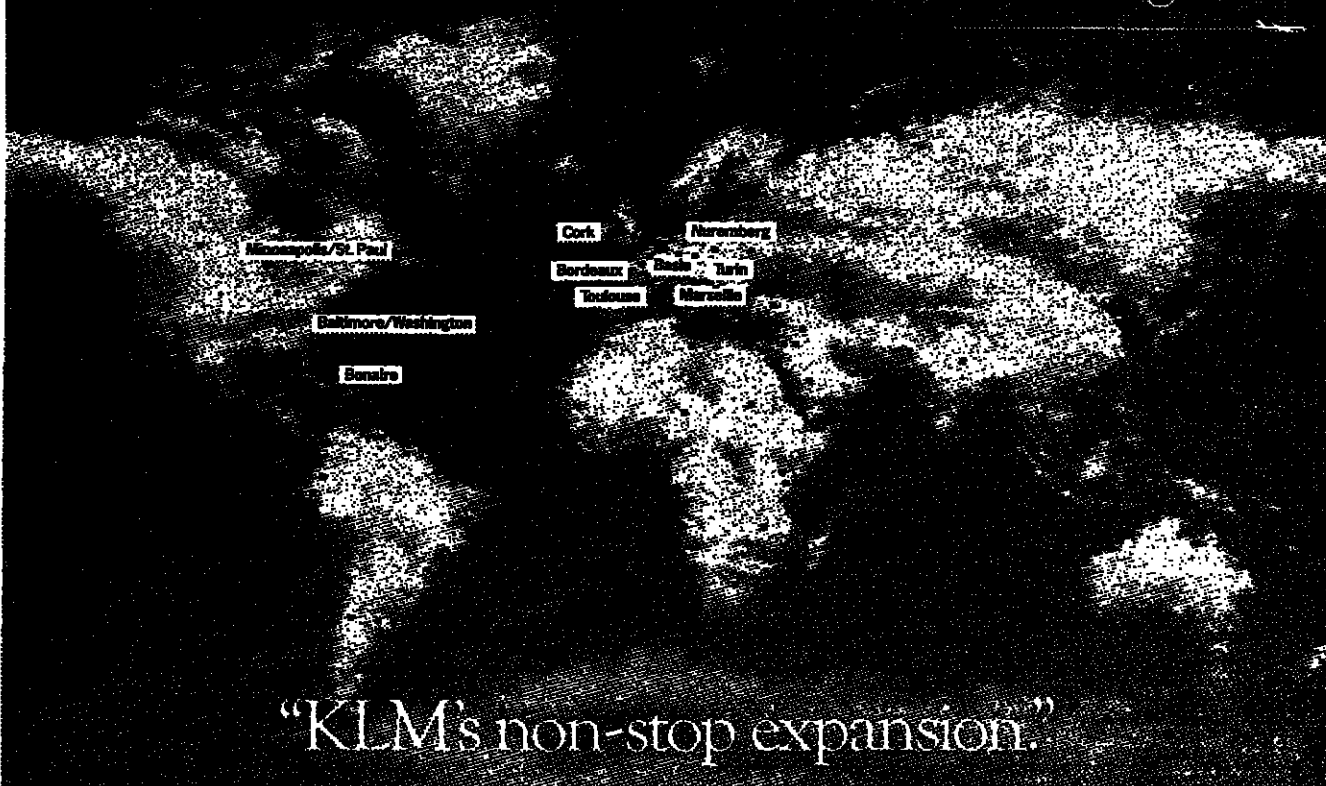 Cork
Nuremberg
Minneapolis/St. Paul
Bordeaux
Basle
Turin
Toulouse
Marseille
Baltimore/Washington
Bonaire
“KLM's non-stop expansion.”